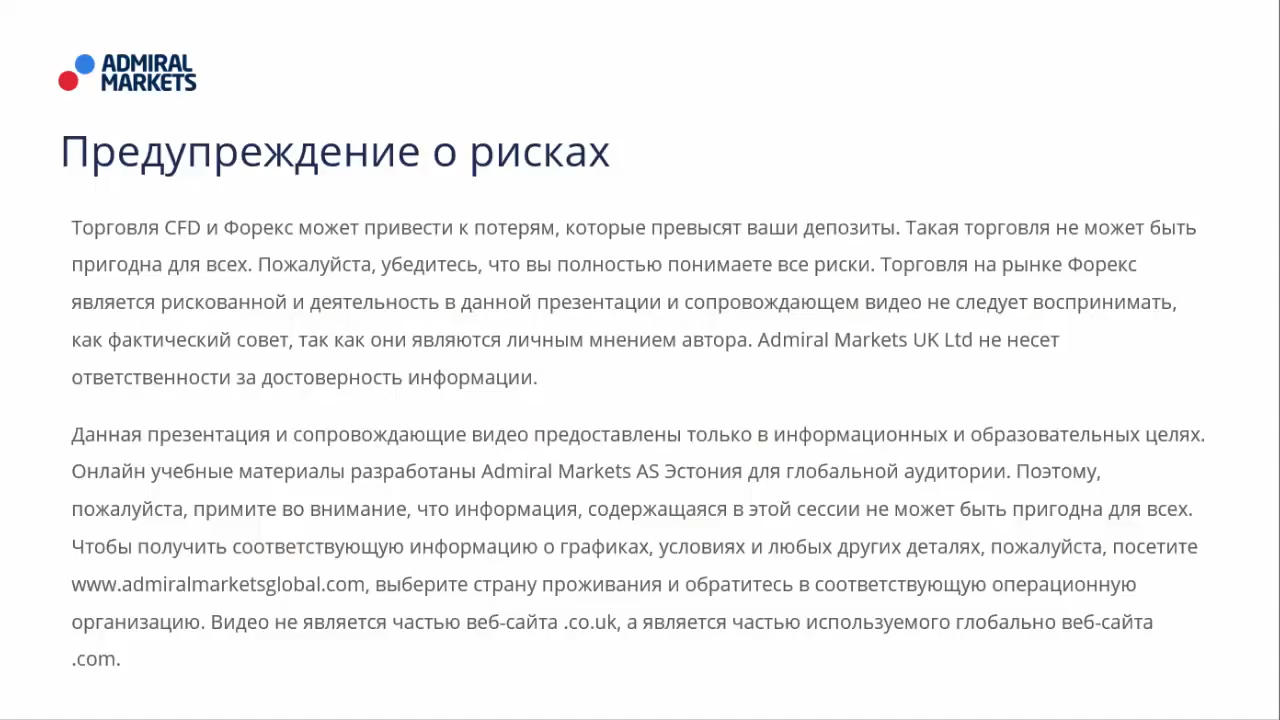 ADMIRAL
MARKETS
Предупреждение о рисках
Торговля CFD и Форекс может привести к потерям, которые превысят ваши депозиты. Такая торговля не может быть
пригодна для всех. Пожалуйста, убедитесь, что вы полностью понимаете все риски. Торговля на рынке Форекс
является рискованной и деятельность в данной презентации и сопровождающем видео не следует воспринимать,
как фактический совет, так как они являются личным мнением автора. Admiral Markets UK Ltd не несет
ответственности за достоверность информации.
Данная презентация и сопровождающие видео предоставлены только в информационных и образовательных целях.
Онлайн учебные материалы разработаны Admiral Markets AS Эстония для глобальной аудитории. Поэтому,
пожалуйста, примите во внимание, что информация, содержащаяся в этой сессии не может быть пригодна для всех.
Чтобы получить соответствующую информацию о графиках, условиях и любых других деталях, пожалуйста, посетите
www.admiralmarketsglobal.com, выберите страну проживания и обратитесь в соответствующую операционную
организацию. Видео не является частью веб-сайта .co.uk, а является частью используемого глобально веб-сайта
.com.